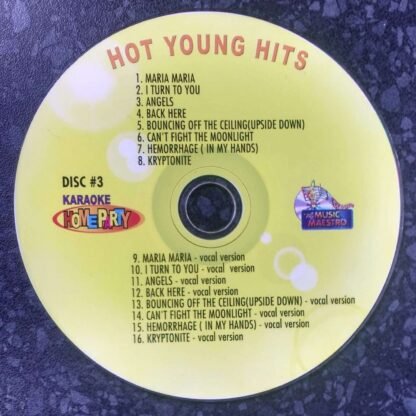 HOT YOUNG HITS
1. MARIA MARIA
2. I TURN TO YOU
3. ANGELS
4. BACK HERE
5. BOUNCING OFF THE CEILING(UPSIDE DOWN)
6. CAN'T FIGHT THE MOONLIGHT
7. HEMORRHAGE ( IN MY HANDS)
8. KRYPTONITE
DISC #3
KARAOKE
HOME PARTY
THE MUSIC
MAESTRO
9. MARIA MARIA - vocal version
10. I TURN TO YOU - vocal version
11. ANGELS - vocal version
12. BACK HERE - vocal version
13. BOUNCING OFF THE CEILING(UPSIDE DOWN) - vocal version
14. CAN'T FIGHT THE MOONLIGHT - vocal version
15. HEMORRHAGE ( IN MY HANDS) - vocal version
16. KRYPTONITE - vocal version